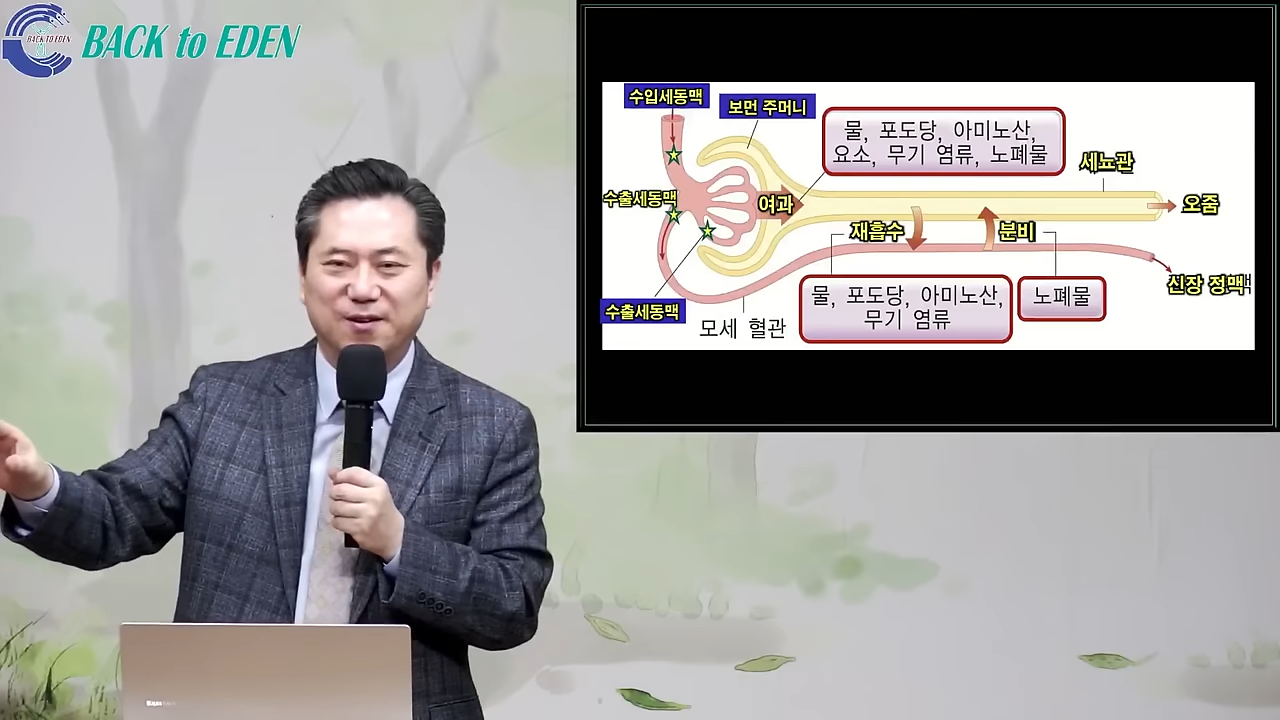 BACK TO EDEN
BACK to EDEN
수입세동맥
보먼 주머니
물, 포도당, 아미노산,
요소, 무기 염류, 노폐물
세뇨관
수출세동맥
여과
오줌
재흡수
분비
신장 정맥
물, 포도당, 아미노산,
무기 염류
노폐물
수출세동맥
모세 혈관